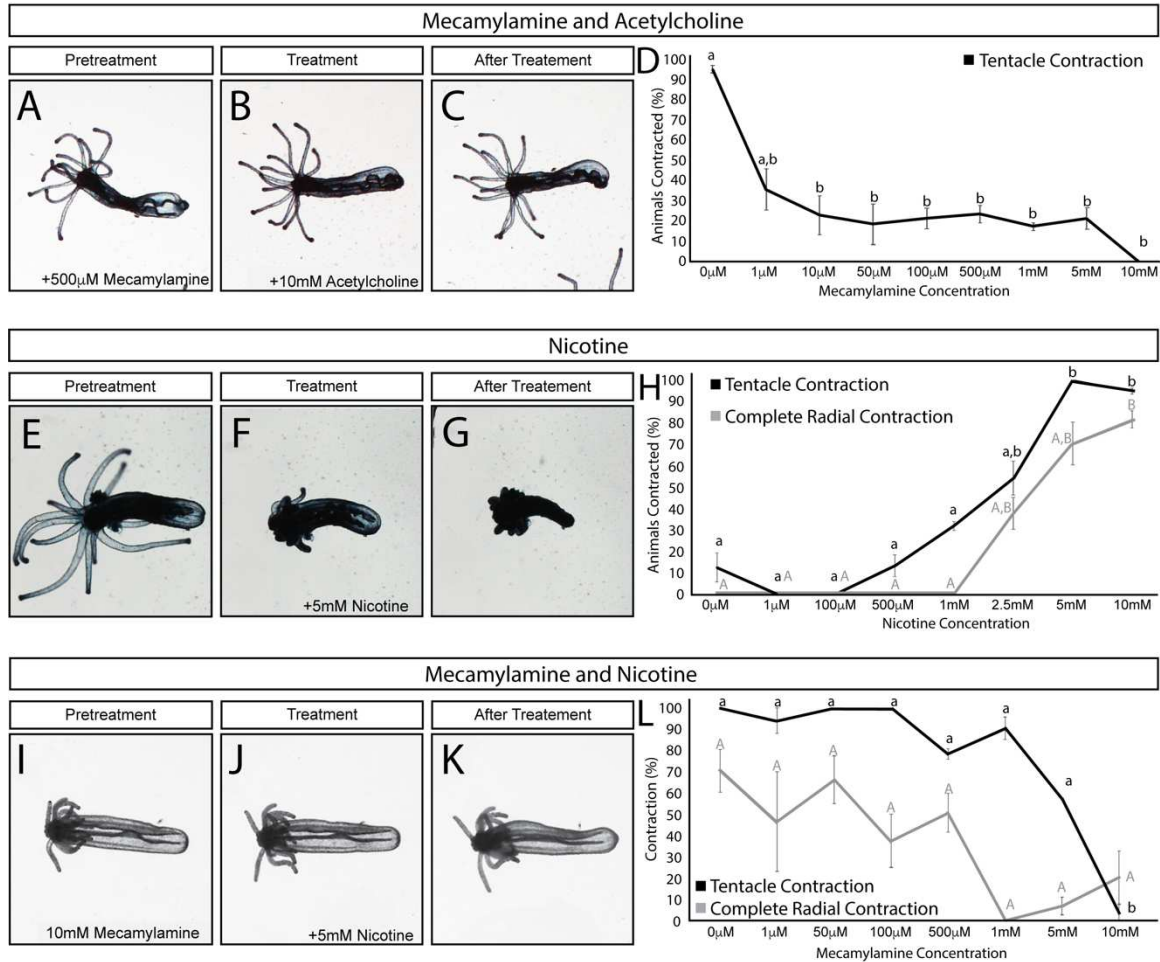 Mecamylamine and Acetylcholine
Pretreatment
Treatment
After Treatement
A
+500μM Mecamylamine
B
+10mM Acetylcholine
C
D
Tentacle Contraction
Animals Contracted (%)
100
90
80
70
60
50
40
30
20
10
0
a
a,b
b
b
b
b
b
b
b
0μM 1μM 10μM 50μM 100μM 500μM 1mM 5mM 10mM
Mecamylamine Concentration
Nicotine
Pretreatment
Treatment
After Treatement
E
F
+5mM Nicotine
G
H
Tentacle Contraction
Complete Radial Contraction
Animals Contracted (%)
100
90
80
70
60
50
40
30
20
10
0
a
a
a
a
a
a,b
b
b
A
A
A
A
A
A,B
A,B
B
0μM 1μM 100μM 500μM 1mM 2.5mM 5mM 10mM
Nicotine Concentration
Mecamylamine and Nicotine
Pretreatment
Treatment
After Treatement
I
10mM Mecamylamine
J
+5mM Nicotine
K
L
Contraction (%)
100
90
80
70
60
50
40
30
20
10
0
a
a
a
a
a
a
a
b
A
A
A
A
A
A
A
A
Tentacle Contraction
Complete Radial Contraction
0μM 1μM 50μM 100μM 500μM 1mM 5mM 10mM
Mecamylamine Concentration